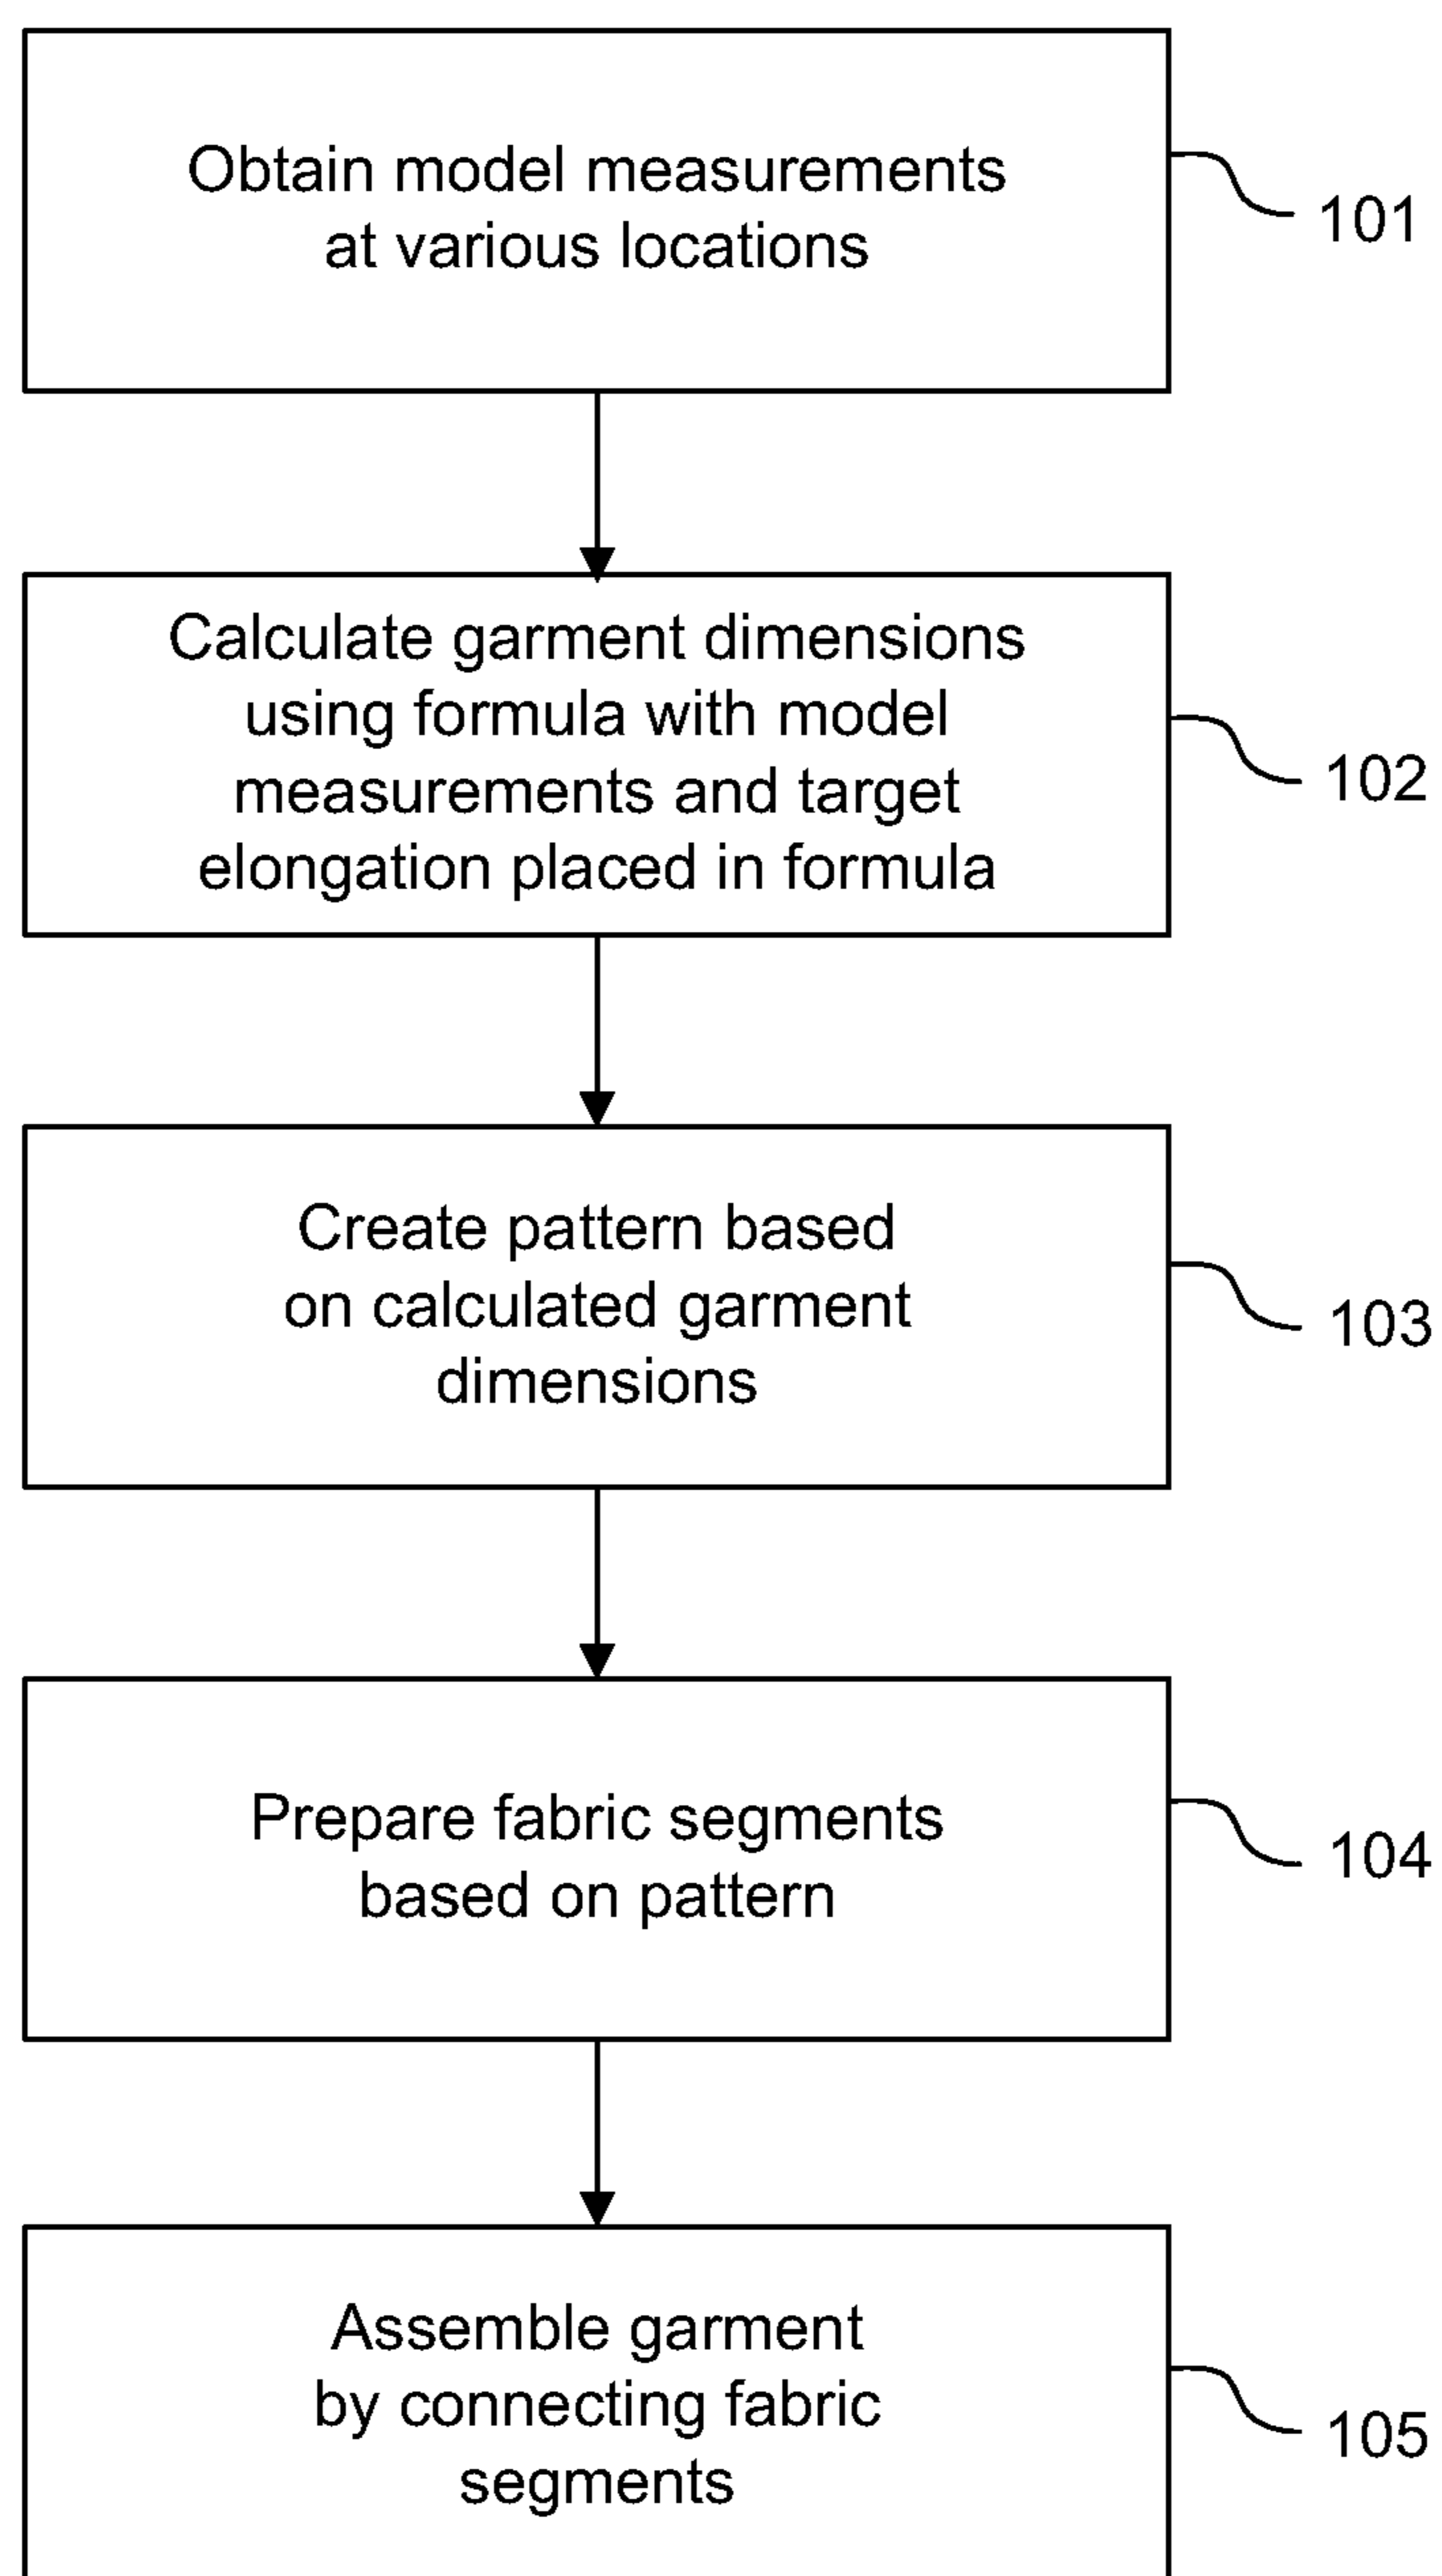 Obtain model measurements
at various locations
101
Calculate garment dimensions
using formula with model
measurements and target
elongation placed in formula
102
Create pattern based
on calculated garment
dimensions
103
Prepare fabric segments
based on pattern
104
Assemble garment
by connecting fabric
segments
105